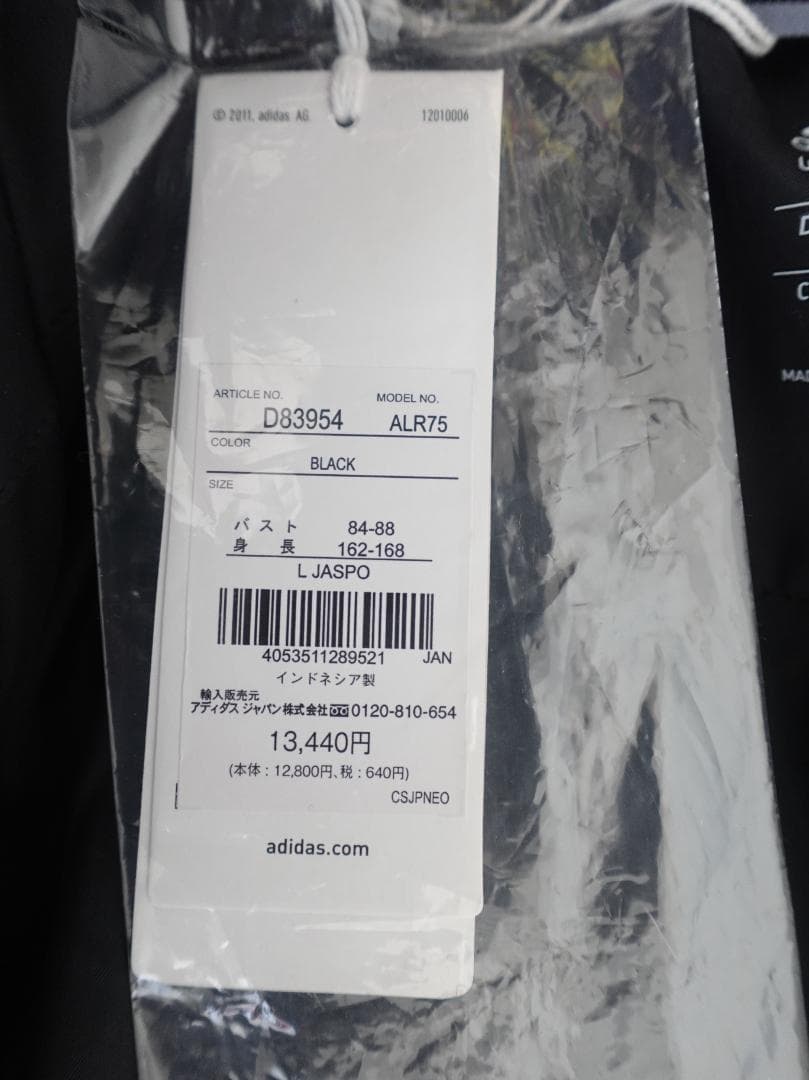 © 2011, adidas AG. 12010006
ARTICLE NO. MODEL NO.
D83954 ALR75
COLOR
BLACK
SIZE
バスト 84-88
身長 162-168
L JASPO
4053511289521 JAN
インドネシア製
輸入販売元
アディダス ジャパン株式会社 0120-810-654
13,440円
(本体 : 12,800円、税 : 640円)
CSJPNEO
adidas.com